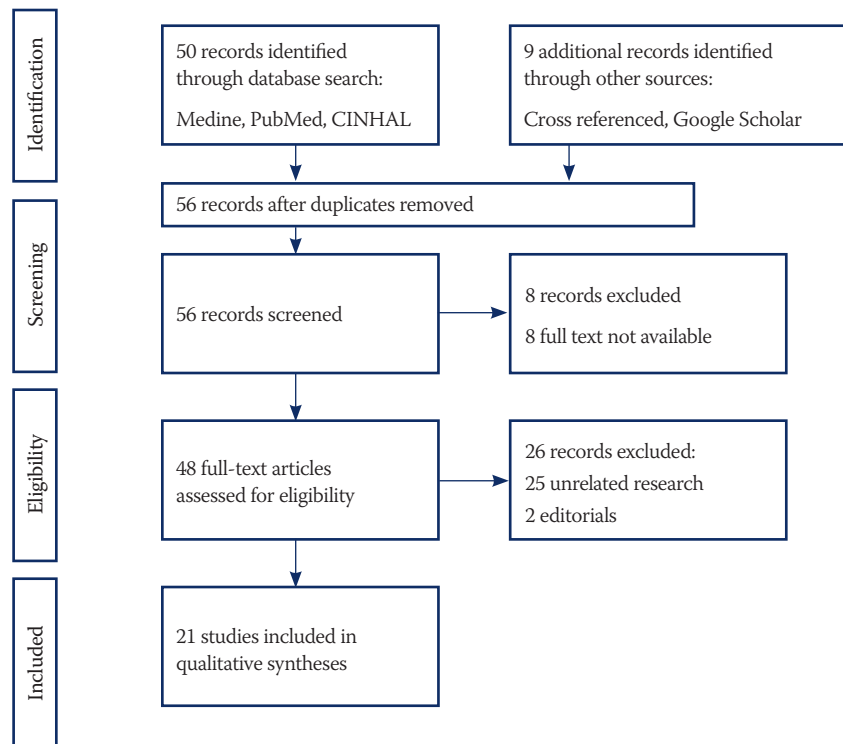 Identification
50 records identified
through database search:
Medine, PubMed, CINHAL
9 additional records identified
through other sources:
Cross referenced, Google Scholar
56 records after duplicates removed
Screening
56 records screened
8 records excluded
8 full text not available
Eligibility
48 full-text articles
assessed for eligibility
26 records excluded:
25 unrelated research
2 editorials
Included
21 studies included in
qualitative syntheses